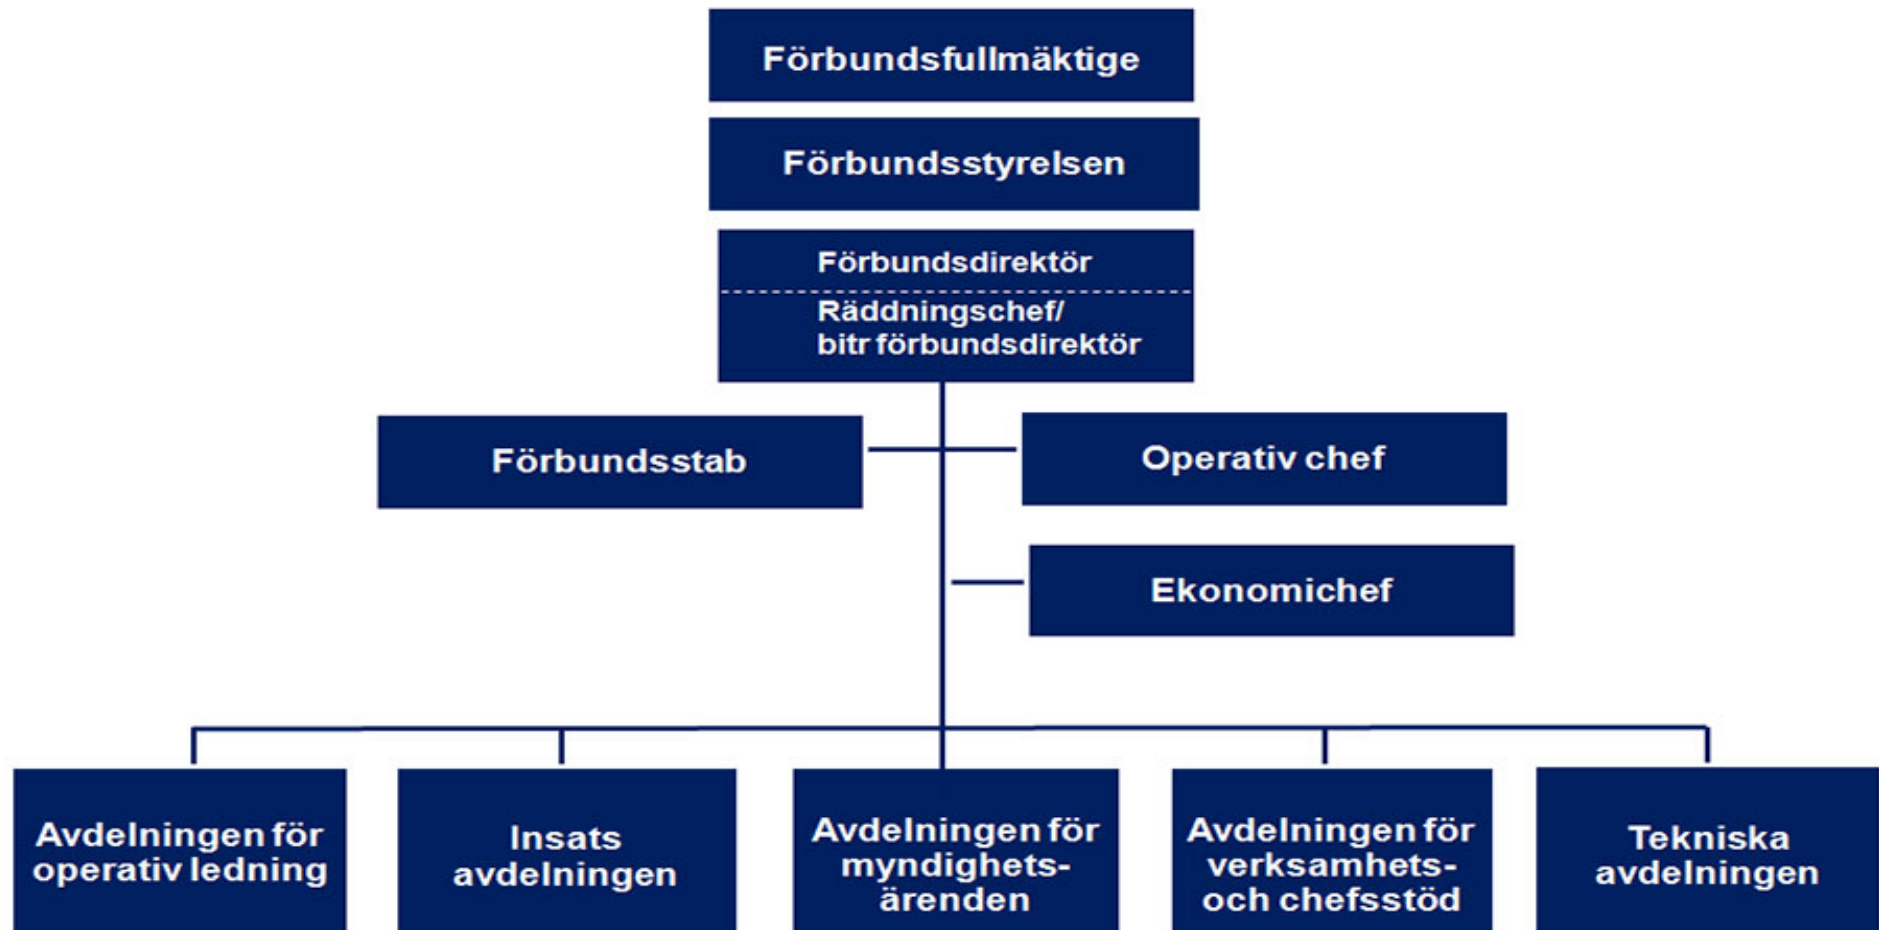 Förbundsfullmäktige
Förbundsstyrelsen
Förbundsdirektör
Räddningschef/
bitr förbundsdirektör
Förbundsstab
Operativ chef
Ekonomichef
Avdelningen för
operativ ledning
Insats
avdelningen
Avdelningen för
myndighets-
ärenden
Avdelningen för
verksamhets-
och chefsstöd
Tekniska
avdelningen